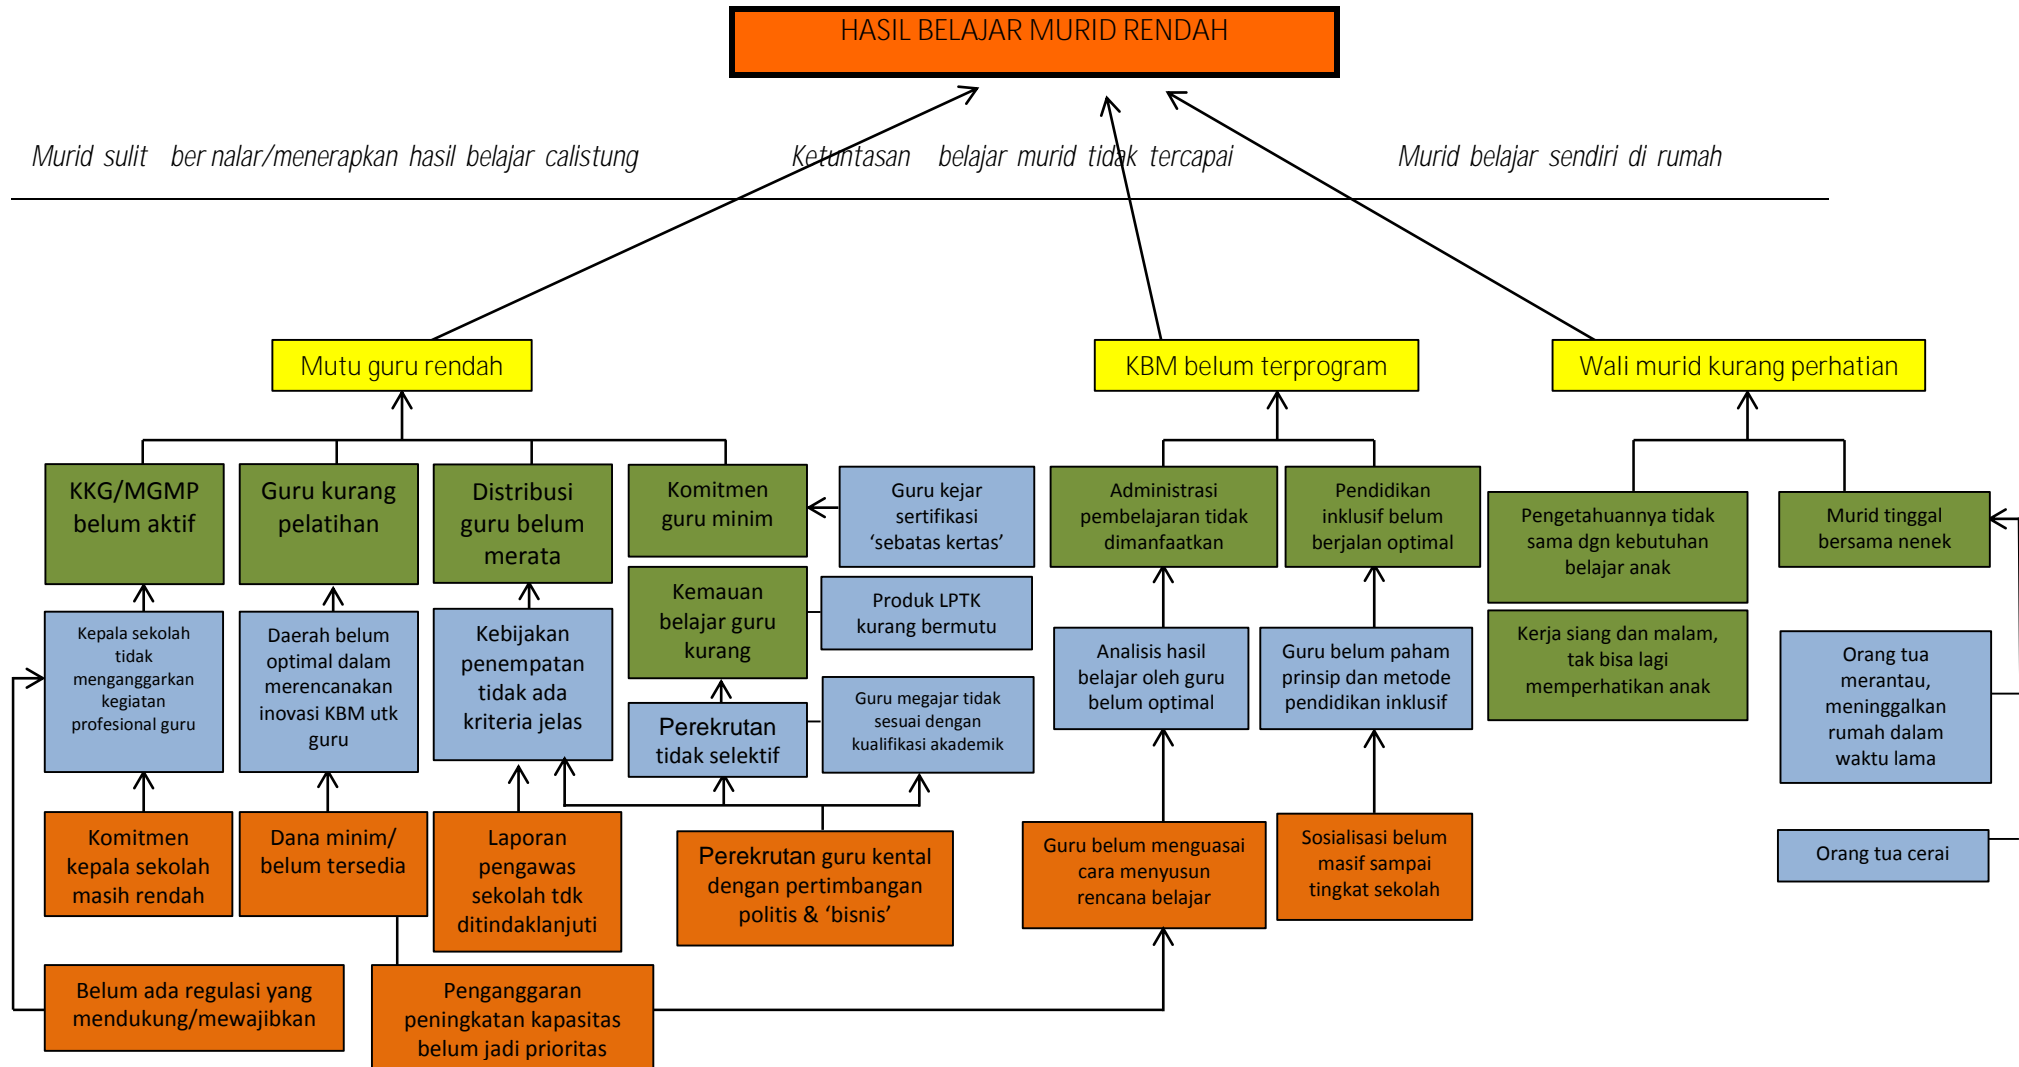 HASIL BELAJAR MURID RENDAH
Murid sulit ber nalar/menerapkan hasil belajar calistung
Ketuntasan belajar murid tidak tercapai
Murid belajar sendiri di rumah
Mutu guru rendah
KBM belum terprogram
Wali murid kurang perhatian
KKG/MGMP
belum aktif
Guru kurang
pelatihan
Distribusi
guru belum
merata
Komitmen
guru minim
Guru kejar
sertifikasi
‘sebatas kertas’
Administrasi
pembelajaran tidak
dimanfaatkan
Pendidikan
inklusif belum
berjalan optimal
Pengetahuannya tidak
sama dgn kebutuhan
belajar anak
Murid tinggal
bersama nenek
Kemauan
belajar guru
kurang
Produk LPTK
kurang bermutu
Kepala sekolah
tidak
menganggarkan
kegiatan
profesional guru
Daerah belum
optimal dalam
merencanakan
inovasi KBM utk
guru
Kebijakan
penempatan
tidak ada
kriteria jelas
Perekrutan
tidak selektif
Guru megajar tidak
sesuai dengan
kualifikasi akademik
Analisis hasil
belajar oleh guru
belum optimal
Guru belum paham
prinsip dan metode
pendidikan inklusif
Kerja siang dan malam,
tak bisa lagi
memperhatikan anak
Orang tua
merantau,
meninggalkan
rumah dalam
waktu lama
Komitmen
kepala sekolah
masih rendah
Dana minim/
belum tersedia
Laporan
pengawas
sekolah tdk
ditindaklanjuti
Perekrutan guru kental
dengan pertimbangan
politis & ‘bisnis’
Guru belum menguasai
cara menyusun
rencana belajar
Sosialisasi belum
masif sampai
tingkat sekolah
Orang tua cerai
Belum ada regulasi yang
mendukung/mewajibkan
Penganggaran
peningkatan kapasitas
belum jadi prioritas